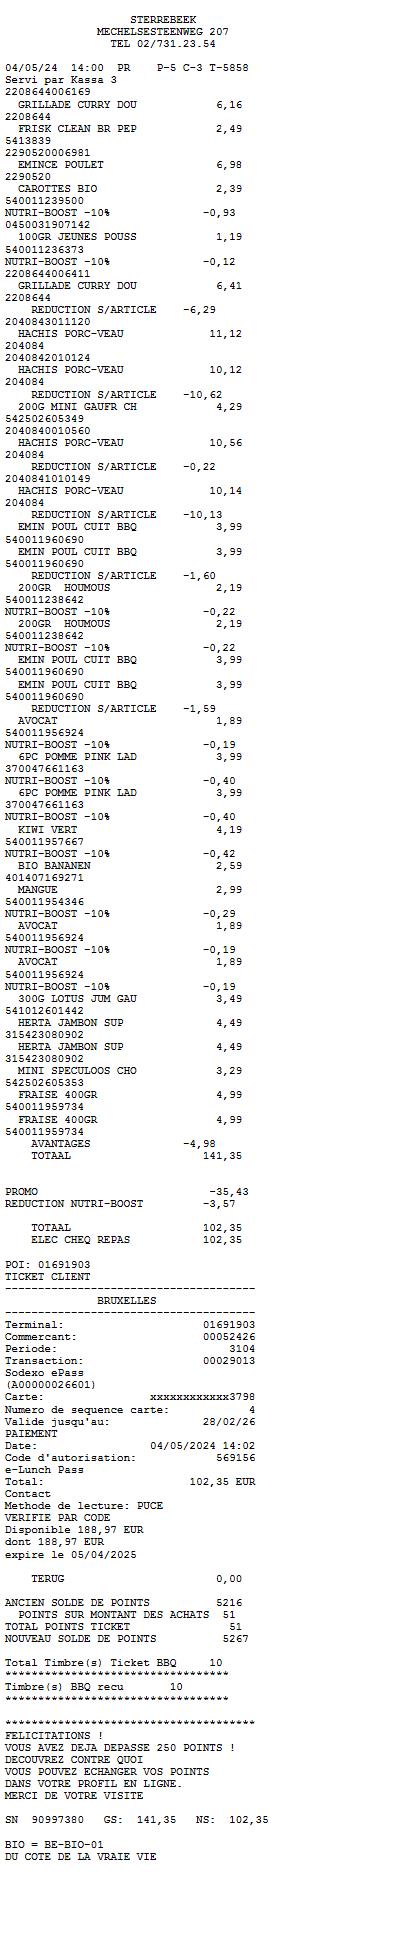 STERREBEEK
MECHELSESTEENWEG 207
TEL 02/731.23.54
04/05/24 14:00 PR P-5 C-3 T-5858
Servi par Kassa 3
2208644006169
GRILLADE CURRY DOU 6,16
2208644
FRISK CLEAN BR PEP 2,49
5413839
2290520006981
EMINCE POULET 6,98
2290520
CAROTTES BIO 2,39
540011239500
NUTRI-BOOST -10% -0,93
0450031907142
100GR JEUNES POUSS 1,19
540011236373
NUTRI-BOOST -10% -0,12
2208644006411
GRILLADE CURRY DOU 6,41
2208644
REDUCTION S/ARTICLE -6,29
2040843011120
HACHIS PORC-VEAU 11,12
204084
2040842010124
HACHIS PORC-VEAU 10,12
204084
REDUCTION S/ARTICLE -10,62
200G MINI GAUFR CH 4,29
542502605349
2040840010560
HACHIS PORC-VEAU 10,56
204084
REDUCTION S/ARTICLE -0,22
2040841010149
HACHIS PORC-VEAU 10,14
204084
REDUCTION S/ARTICLE -10,13
EMIN POUL CUIT BBQ 3,99
540011960690
EMIN POUL CUIT BBQ 3,99
540011960690
REDUCTION S/ARTICLE -1,60
200GR HOUMOUS 2,19
540011238642
NUTRI-BOOST -10% -0,22
200GR HOUMOUS 2,19
540011238642
NUTRI-BOOST -10% -0,22
EMIN POUL CUIT BBQ 3,99
540011960690
EMIN POUL CUIT BBQ 3,99
540011960690
REDUCTION S/ARTICLE -1,59
AVOCAT 1,89
540011956924
NUTRI-BOOST -10% -0,19
6PC POMME PINK LAD 3,99
370047661163
NUTRI-BOOST -10% -0,40
6PC POMME PINK LAD 3,99
370047661163
NUTRI-BOOST -10% -0,40
KIWI VERT 4,19
540011957667
NUTRI-BOOST -10% -0,42
BIO BANANEN 2,59
401407169271
MANGUE 2,99
540011954346
NUTRI-BOOST -10% -0,29
AVOCAT 1,89
540011956924
NUTRI-BOOST -10% -0,19
AVOCAT 1,89
540011956924
NUTRI-BOOST -10% -0,19
300G LOTUS JUM GAU 3,49
541012601442
HERTA JAMBON SUP 4,49
315423080902
HERTA JAMBON SUP 4,49
315423080902
MINI SPECULOOS CHO 3,29
542502605353
FRAISE 400GR 4,99
540011959734
FRAISE 400GR 4,99
540011959734
AVANTAGES -4,98
TOTAAL 141,35
PROMO -35,43
REDUCTION NUTRI-BOOST -3,57
TOTAAL 102,35
ELEC CHEQ REPAS 102,35
POI: 01691903
TICKET CLIENT
--------------------------------------
BRUXELLES
--------------------------------------
Terminal: 01691903
Commercant: 00052426
Periode: 3104
Transaction: 00029013
Sodexo ePass
(A00000026601)
Carte: xxxxxxxxxxxx3798
Numero de sequence carte: 4
Valide jusqu'au: 28/02/26
PAIEMENT
Date: 04/05/2024 14:02
Code d'autorisation: 569156
e-Lunch Pass
Total: 102,35 EUR
Contact
Methode de lecture: PUCE
VERIFIE PAR CODE
Disponible 188,97 EUR
dont 188,97 EUR
expire le 05/04/2025
TERUG 0,00
ANCIEN SOLDE DE POINTS 5216
POINTS SUR MONTANT DES ACHATS 51
TOTAL POINTS TICKET 51
NOUVEAU SOLDE DE POINTS 5267
Total Timbre(s) Ticket BBQ 10
**********************************
Timbre(s) BBQ recu 10
**********************************
**************************************
FELICITATIONS !
VOUS AVEZ DEJA DEPASSE 250 POINTS !
DECOUVREZ CONTRE QUOI
VOUS POUVEZ ECHANGER VOS POINTS
DANS VOTRE PROFIL EN LIGNE.
MERCI DE VOTRE VISITE
SN 90997380 GS: 141,35 NS: 102,35
BIO = BE-BIO-01
DU COTE DE LA VRAIE VIE